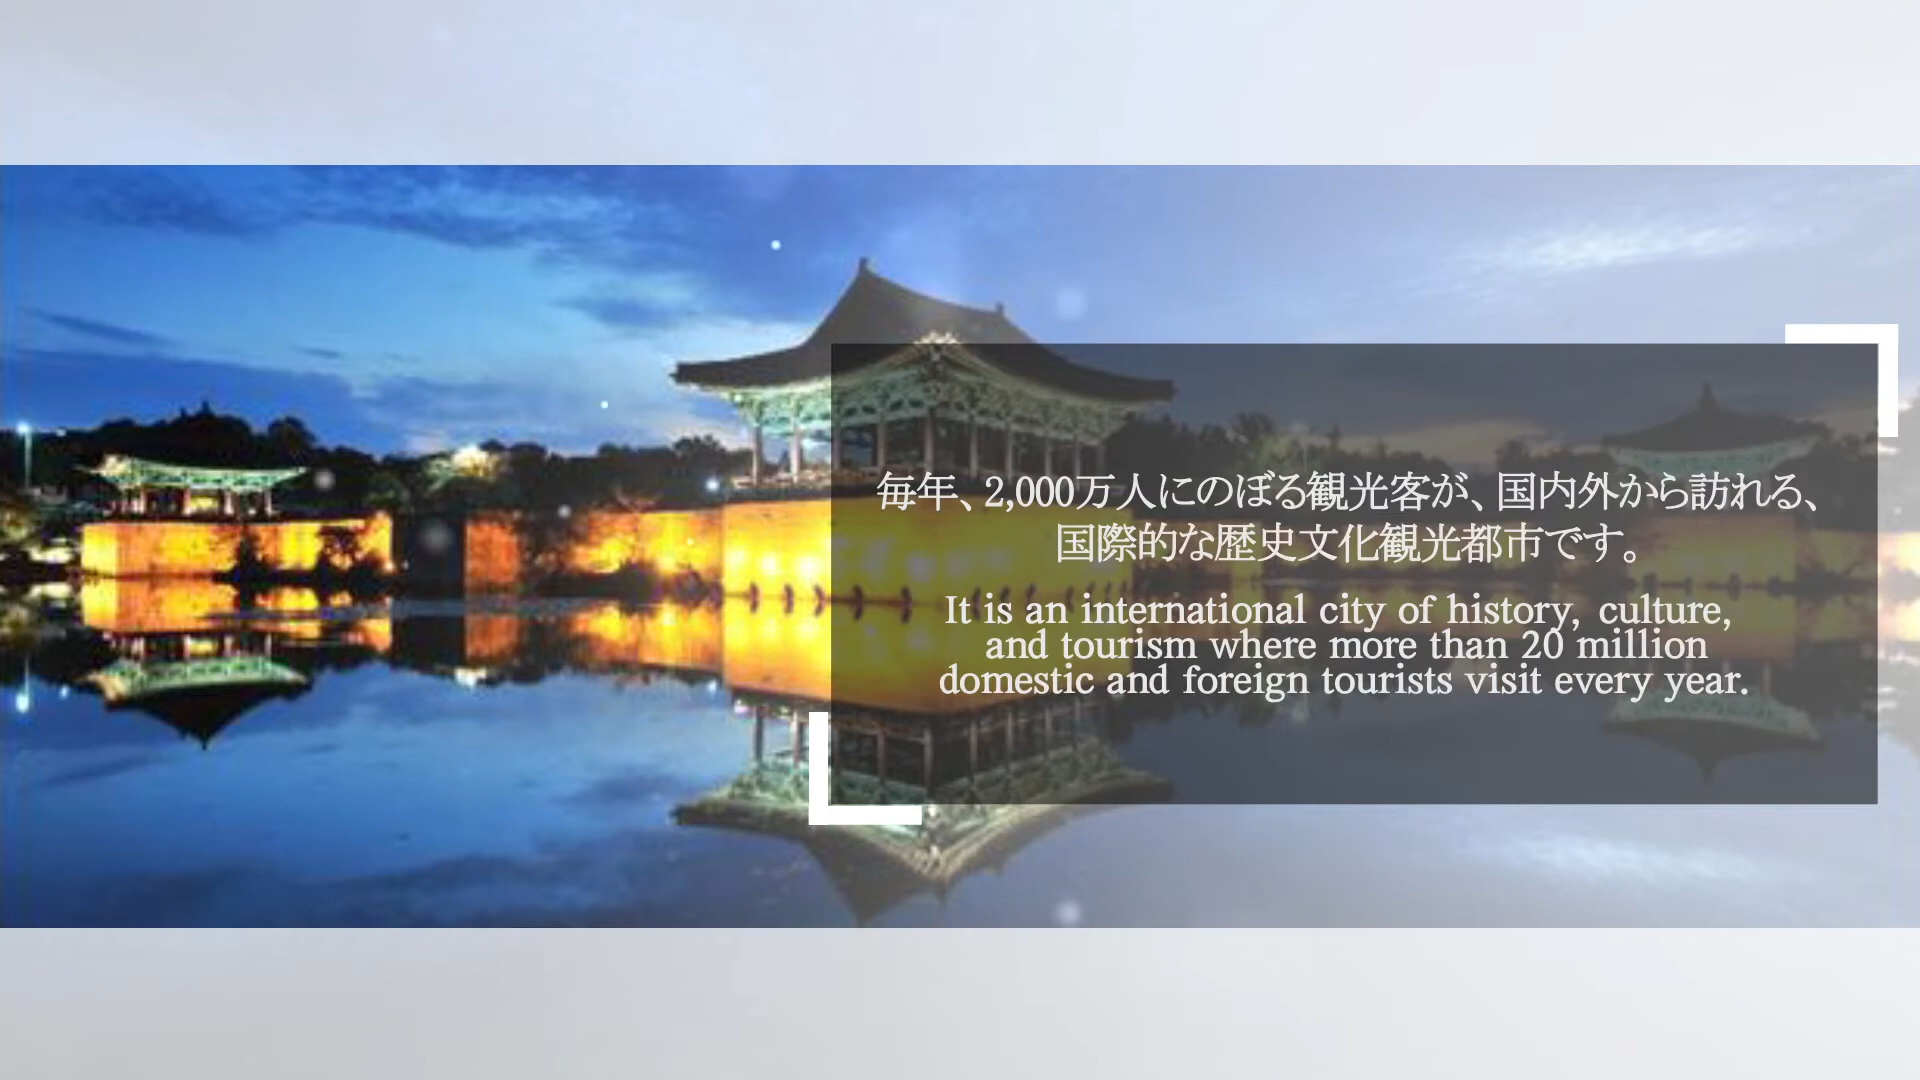 毎年、2,000万人にのぼる観光客が、国内外から訪れる、
国際的な歴史文化観光都市です。
It is an international city of history, culture,
and tourism where more than 20 million
domestic and foreign tourists visit every year.